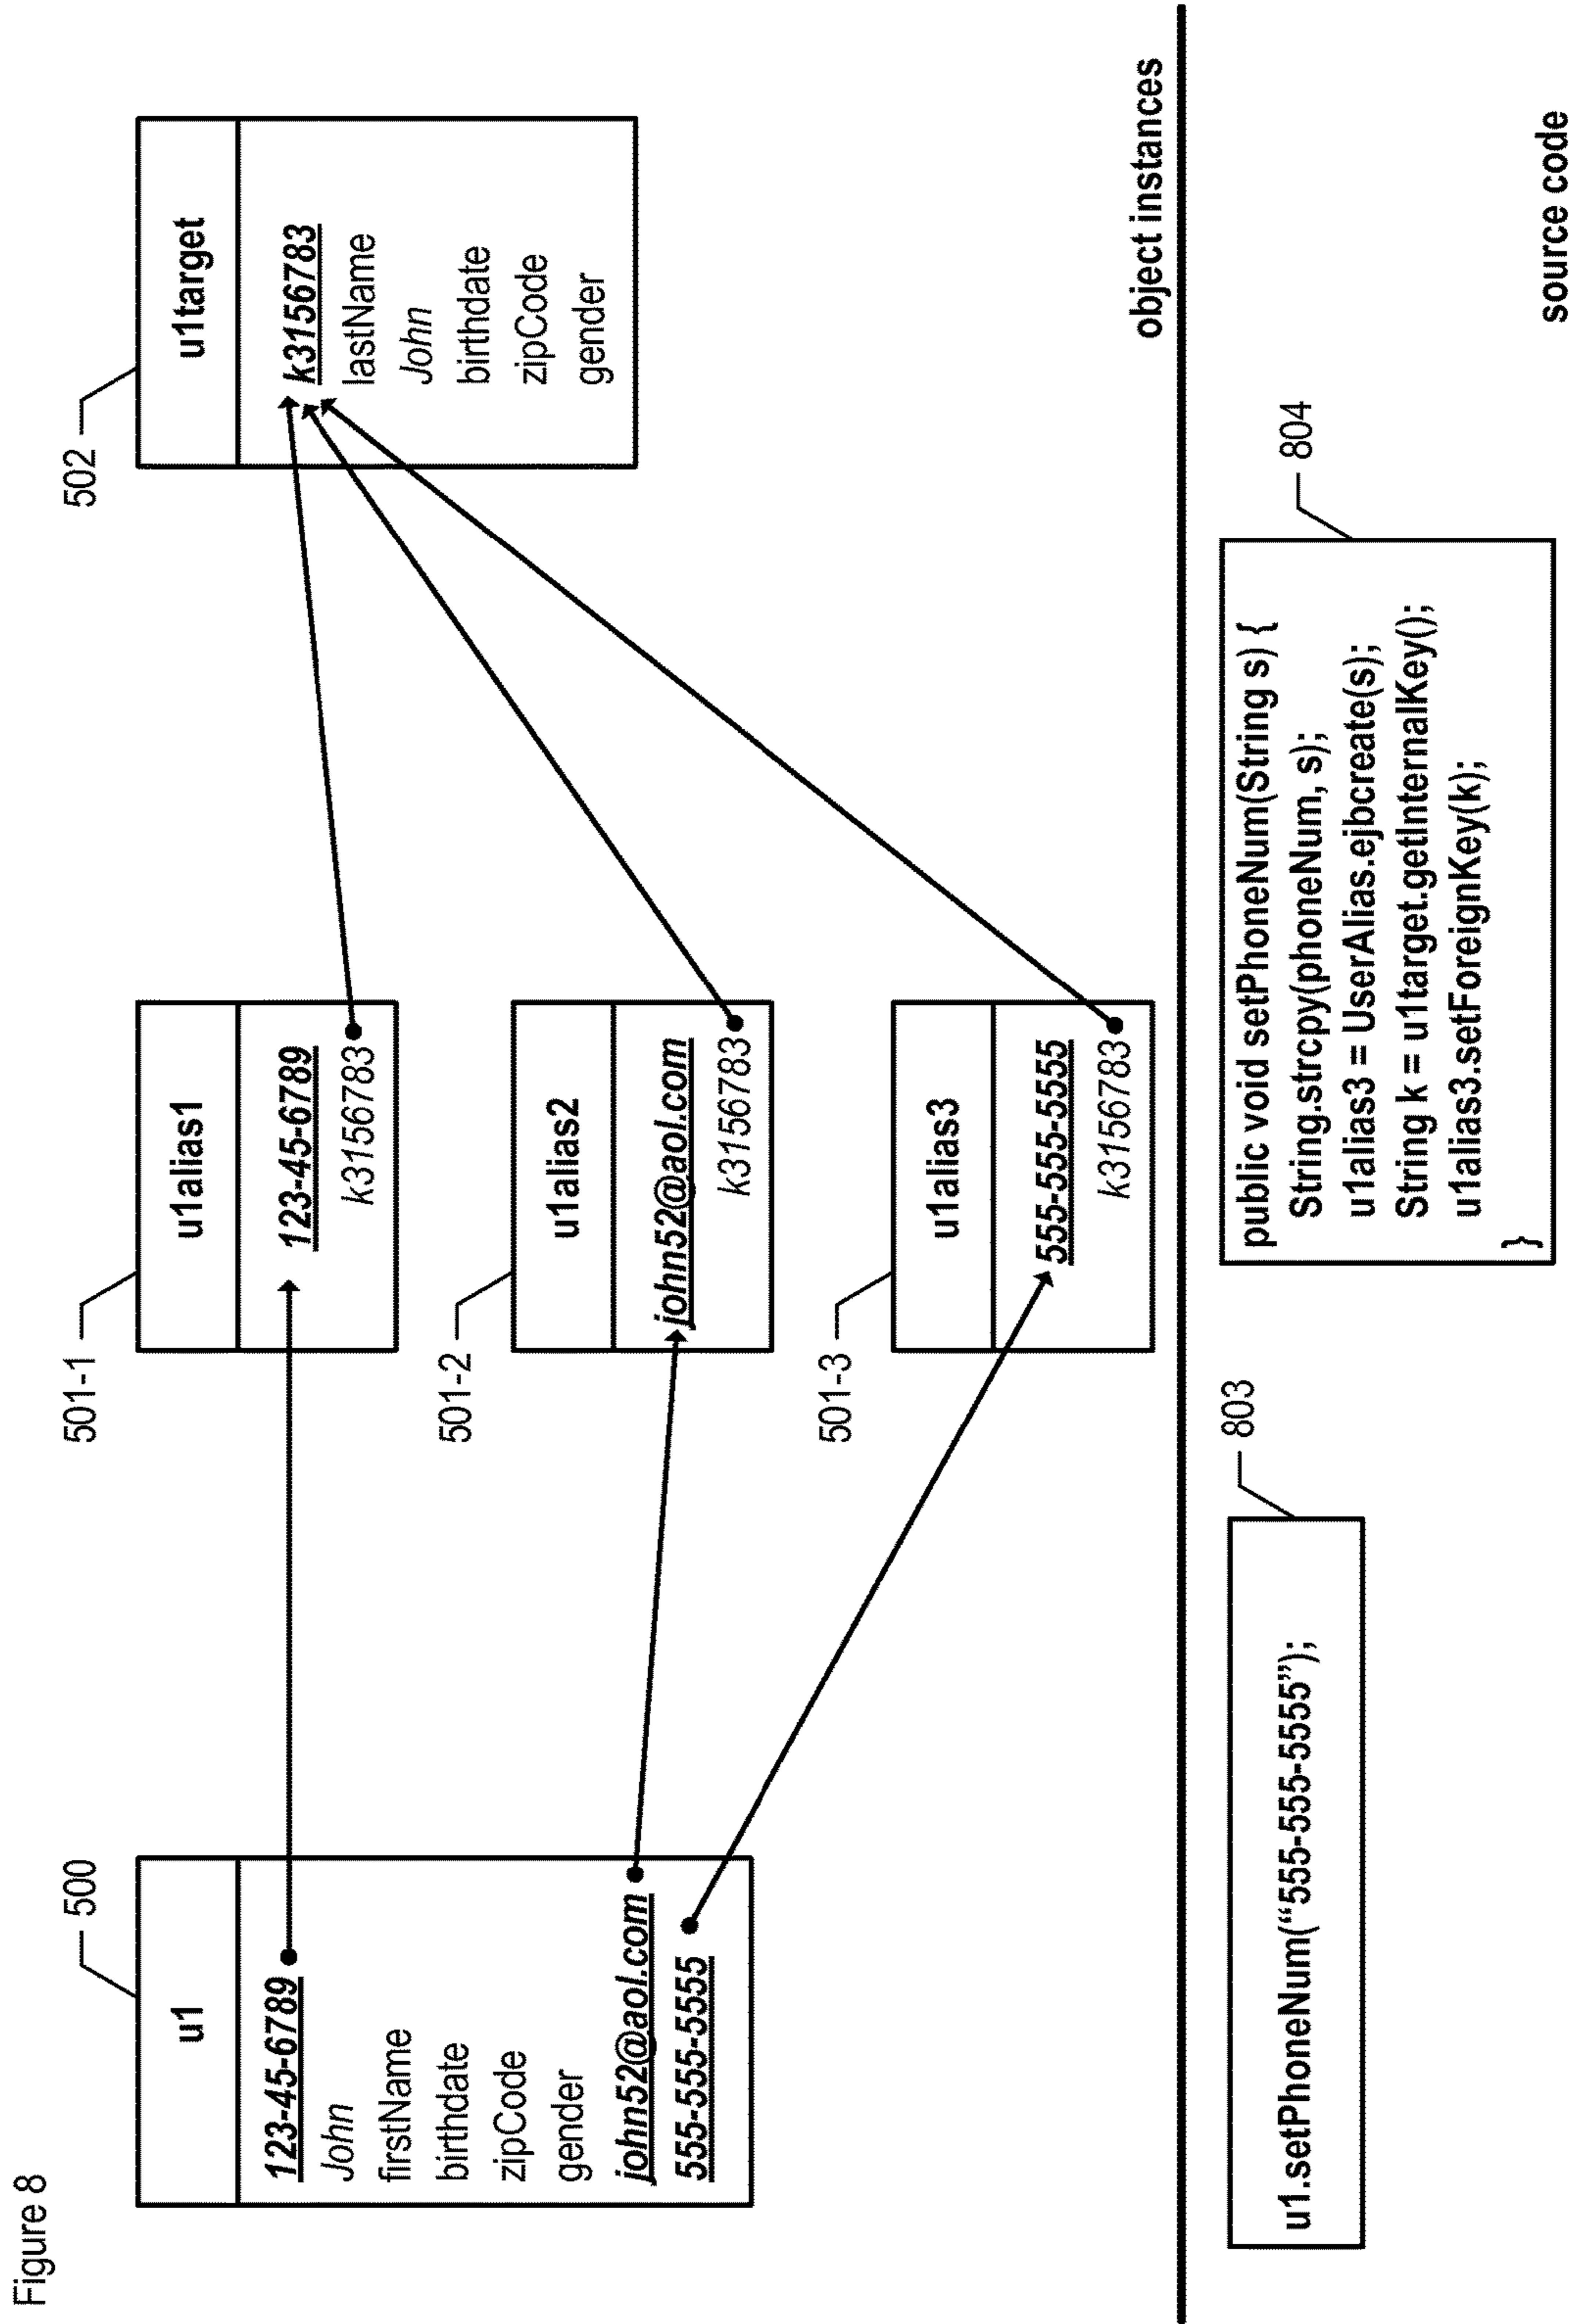 Figure 8
500
u1
123-45-6789
John
firstName
birthdate
zipCode
gender
john52@aol.com
555-555-5555
501-1
u1alias1
123-45-6789
k3156783
501-2
u1alias2
john52@aol.com
k3156783
501-3
u1alias3
555-555-5555
k3156783
502
u1target
k3156783
lastName
John
birthdate
zipCode
gender
object instances
803
u1.setPhoneNum(“555-555-5555”);
804
public void setPhoneNum(String s) {
String.strcpy(phoneNum, s);
u1alias3 = UserAlias.ejbcreate(s);
String k = u1target.getInternalKey();
u1alias3.setForeignKey(k);
}
source code